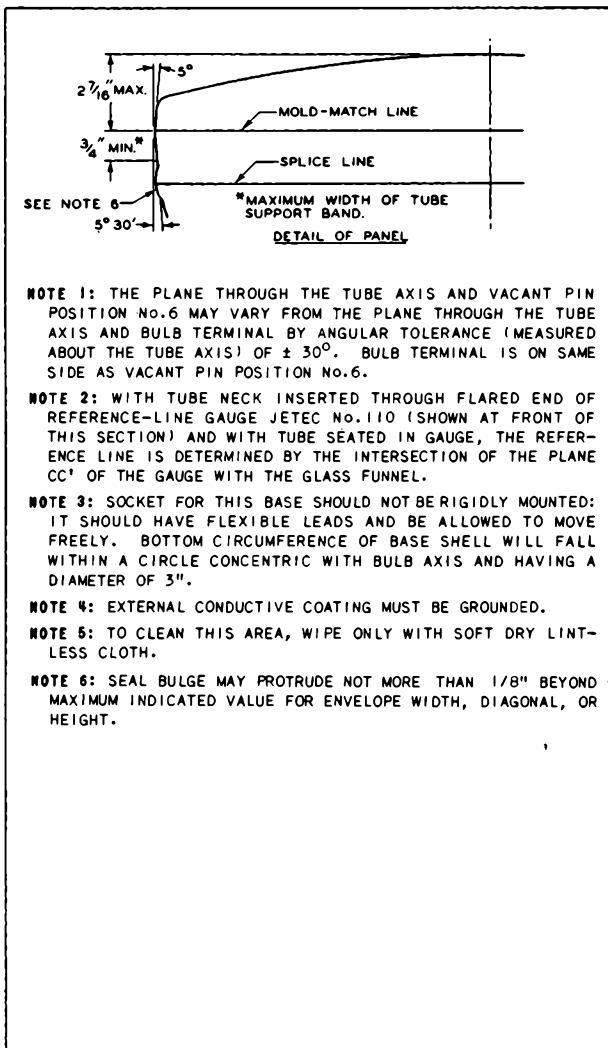 5°
2 7/16" MAX.
MOLD-MATCH LINE
3/4" MIN.*
SPLICE LINE
SEE NOTE 6
*MAXIMUM WIDTH OF TUBE
SUPPORT BAND.
5° 30'
DETAIL OF PANEL
NOTE 1: THE PLANE THROUGH THE TUBE AXIS AND VACANT PIN
POSITION No.6 MAY VARY FROM THE PLANE THROUGH THE TUBE
AXIS AND BULB TERMINAL BY ANGULAR TOLERANCE (MEASURED
ABOUT THE TUBE AXIS) OF ± 30°. BULB TERMINAL IS ON SAME
SIDE AS VACANT PIN POSITION No.6.
NOTE 2: WITH TUBE NECK INSERTED THROUGH FLARED END OF
REFERENCE-LINE GAUGE JETEC No.110 (SHOWN AT FRONT OF
THIS SECTION) AND WITH TUBE SEATED IN GAUGE, THE REFER-
ENCE LINE IS DETERMINED BY THE INTERSECTION OF THE PLANE
CC' OF THE GAUGE WITH THE GLASS FUNNEL.
NOTE 3: SOCKET FOR THIS BASE SHOULD NOT BE RIGIDLY MOUNTED:
IT SHOULD HAVE FLEXIBLE LEADS AND BE ALLOWED TO MOVE
FREELY. BOTTOM CIRCUMFERENCE OF BASE SHELL WILL FALL
WITHIN A CIRCLE CONCENTRIC WITH BULB AXIS AND HAVING A
DIAMETER OF 3".
NOTE 4: EXTERNAL CONDUCTIVE COATING MUST BE GROUNDED.
NOTE 5: TO CLEAN THIS AREA, WIPE ONLY WITH SOFT DRY LINT-
LESS CLOTH.
NOTE 6: SEAL BULGE MAY PROTRUDE NOT MORE THAN 1/8" BEYOND
MAXIMUM INDICATED VALUE FOR ENVELOPE WIDTH, DIAGONAL, OR
HEIGHT.